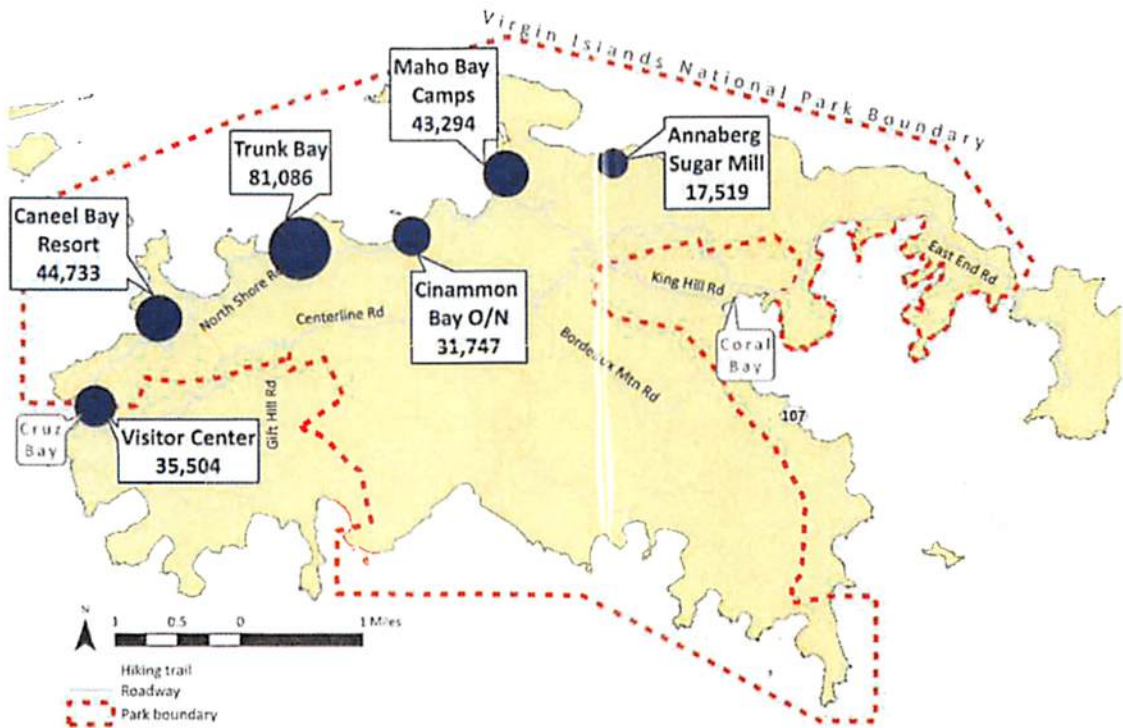 Virgin Islands National Park Boundary
Maho Bay
Camps
43,294
Trunk Bay
81,086
Annaberg
Sugar Mill
17,519
Caneel Bay
Resort
44,733
North Shore Rd
Centerline Rd
Cinammon
Bay O/N
31,747
King Hill Rd
East End Rd
Bordeaux Mtn Rd
Coral
Bay
107
Gift Hill Rd
Cruz
Bay
Visitor Center
35,504
N
1 0.5 0 1 Miles
Hiking trail
Roadway
Park boundary